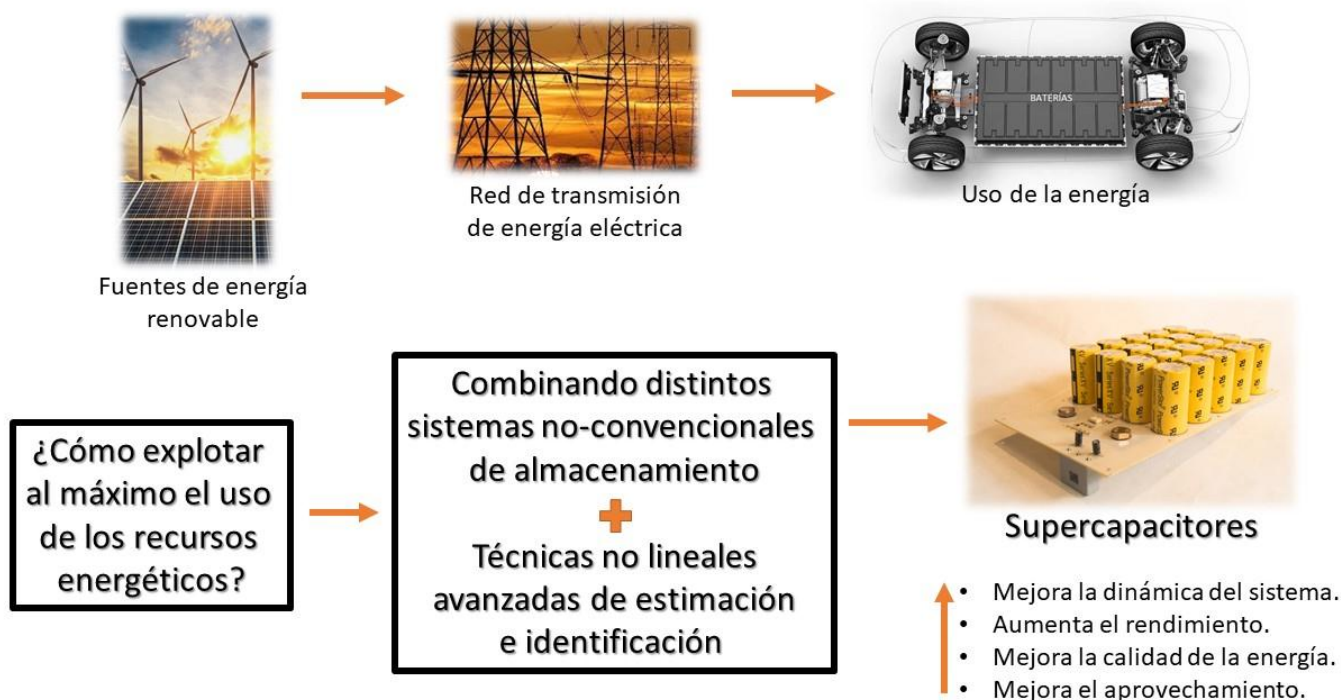 BATERÍAS
Fuentes de energía
renovable
Red de transmisión
de energía eléctrica
Uso de la energía
¿Cómo explotar
al máximo el uso
de los recursos
energéticos?
Combinando distintos
sistemas no-convencionales
de almacenamiento
Técnicas no lineales
avanzadas de estimación
e identificación
Supercapacitores
• Mejora la dinámica del sistema.
• Aumenta el rendimiento.
• Mejora la calidad de la energía.
• Mejora el aprovechamiento.